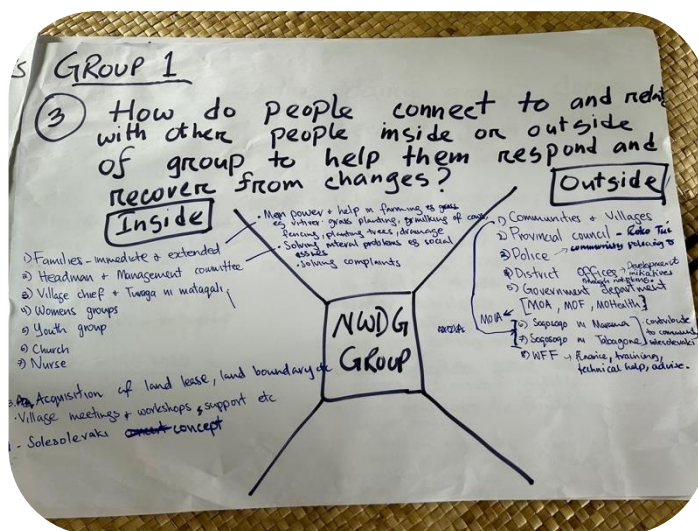 GROUP 1
3 How do people connect to and relate
with other people inside or outside
of group to help them respond and
recover from changes?
Inside
1) Families - immediate & extended
2) Headman & Management committee
3) Village chief & Turaga ni mataqali
4) Womens groups
5) Youth group
6) Church
7) Nurse
Acquisition of land lease, land boundary etc
Village meetings & workshops, support etc
- Solesolevaki concept
. Man power & help in farming eg grass
eg vetiver grass planting, milking of cows,
fencing, planting trees, drainage
. Solving internal problems eg social
. Solving complaints
NWDG
GROUP
Outside
1) Communities & Villages
2) Provincial council - Roko Tui
3) Police → community policing
4) District offices → Development
initiatives
5) Government department
[MOA, MOF, MOHealth]
MOIA
6) Sogosogo ni Marama
7) Sogosogo ni Tabagone
contribute
to community
solesolevaki
8) WFF → Finance, training,
technical help, advise.